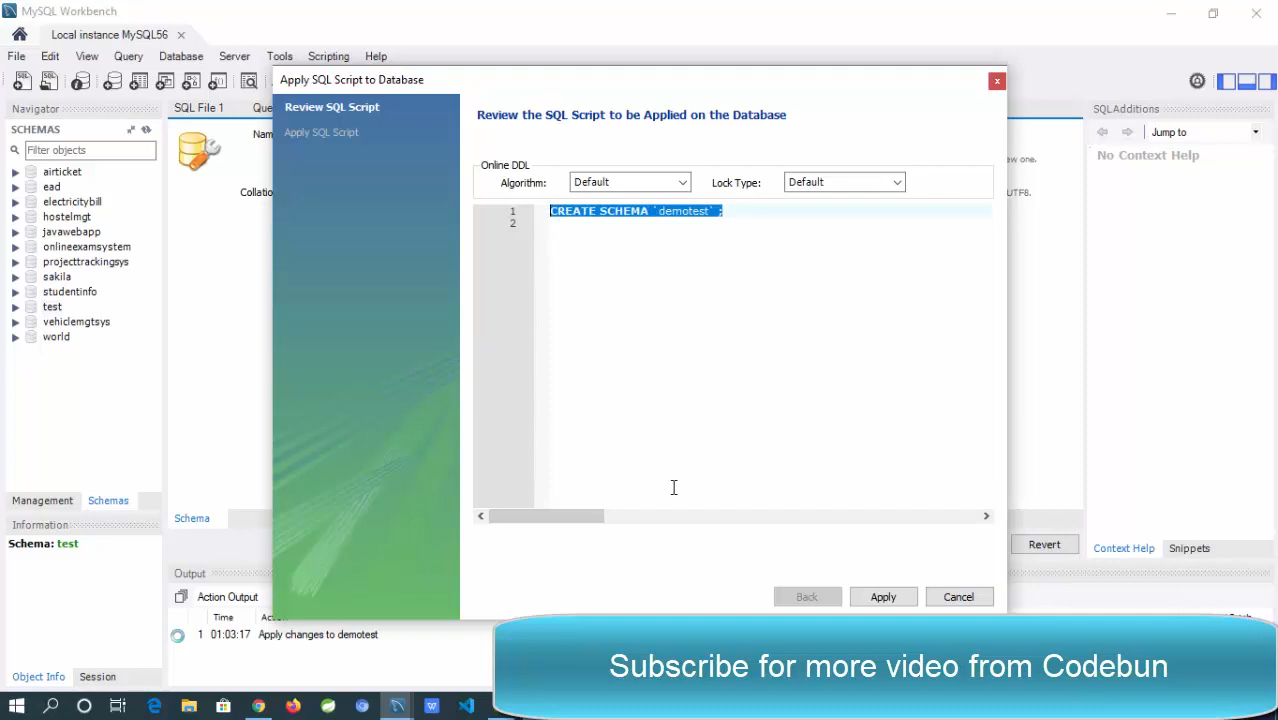 MySQL Workbench
Local instance MySQL56
File Edit View Query Database Server Tools Scripting Help
Apply SQL Script to Database
Navigator
SCHEMAS
Filter objects
airticket
ead
electricitybill
hostelmgt
javawebapp
onlineexamsystem
projecttrackingsys
sakila
studentinfo
test
vehiclemgtsys
world
Management Schemas
Information
Schema: test
Object Info Session
SQL File 1
Schema
Revert
Review SQL Script
Apply SQL Script
Review the SQL Script to be Applied on the Database
Online DDL
Algorithm: Default Lock Type: Default
1 CREATE SCHEMA `demotest` ;
2
Back Apply Cancel
new one.
UTF8.
SQLAdditions
Jump to
No Context Help
Context Help Snippets
Output
Action Output
Time
1 01:03:17 Apply changes to demotest
Subscribe for more video from Codebun